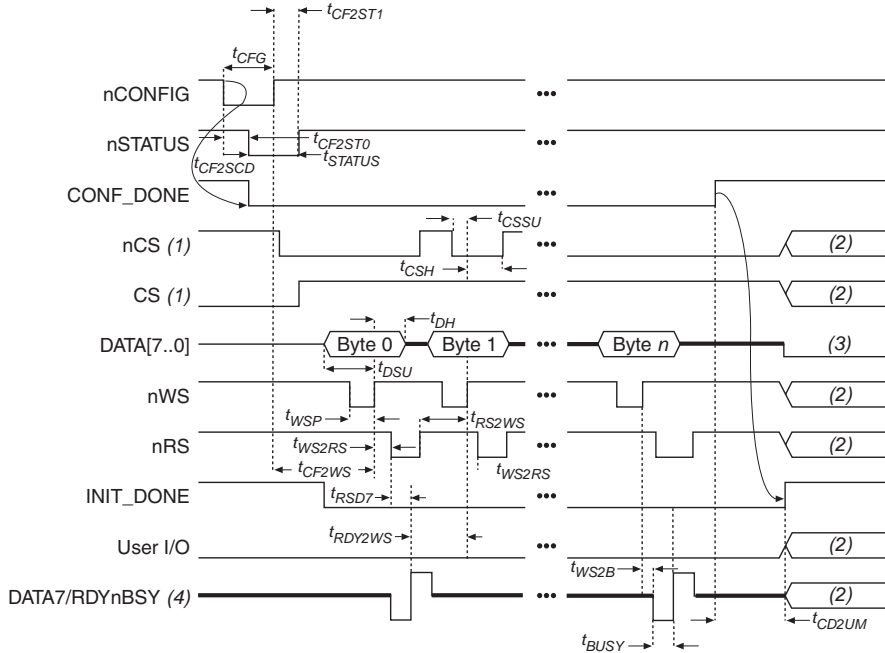 tCF2ST1
tCFG
nCONFIG
•••
nSTATUS
tCF2ST0
•••
tCF2SCD
tSTATUS
CONF_DONE
•••
tCSSU
nCS (1)
•••
(2)
tCSH
CS (1)
•••
(2)
tDH
DATA[7..0]
Byte 0
Byte 1
•••
Byte n
(3)
tDSU
nWS
•••
(2)
tWSP
tRS2WS
nRS
tWS2RS
•••
(2)
tCF2WS
tWS2RS
INIT_DONE
tRSD7
•••
tRDY2WS
User I/O
•••
(2)
tWS2B
DATA7/RDYnBSY (4)
•••
(2)
tCD2UM
tBUSY